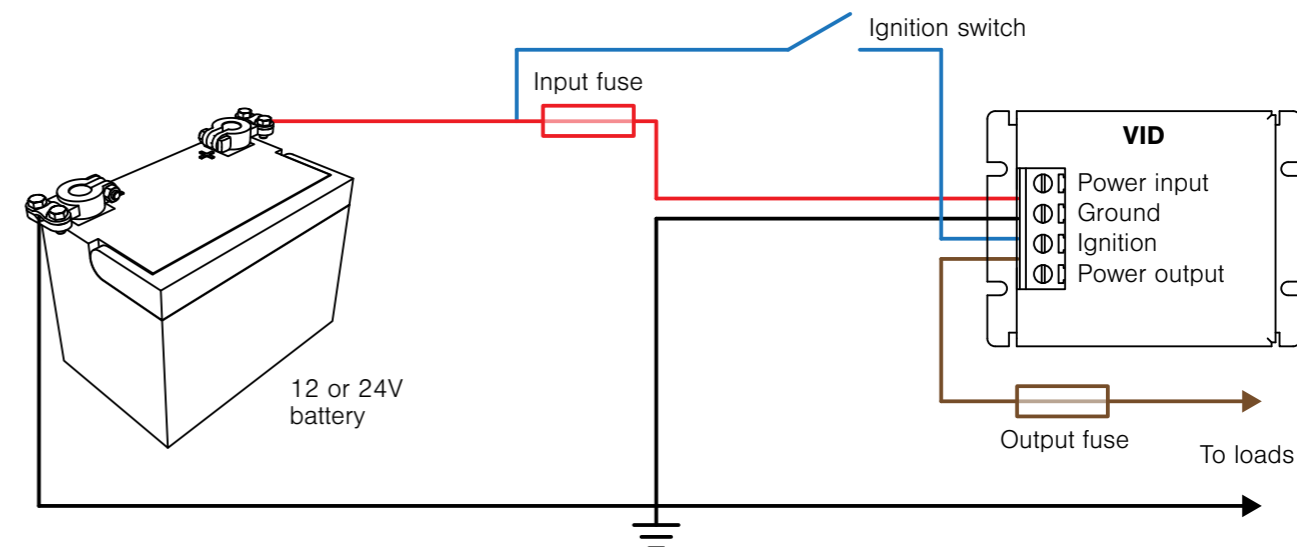 Ignition switch
Input fuse
VID
Power input
Ground
Ignition
Power output
+
12 or 24V
battery
Output fuse
To loads